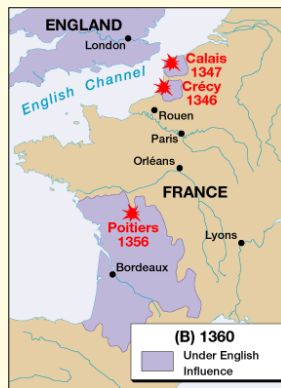 ENGLAND
London
English Channel
Calais
1347
Crécy
1346
Rouen
Paris
Orléans
FRANCE
Poitiers
1356
Lyons
Bordeaux
(B) 1360
Under English
Influence